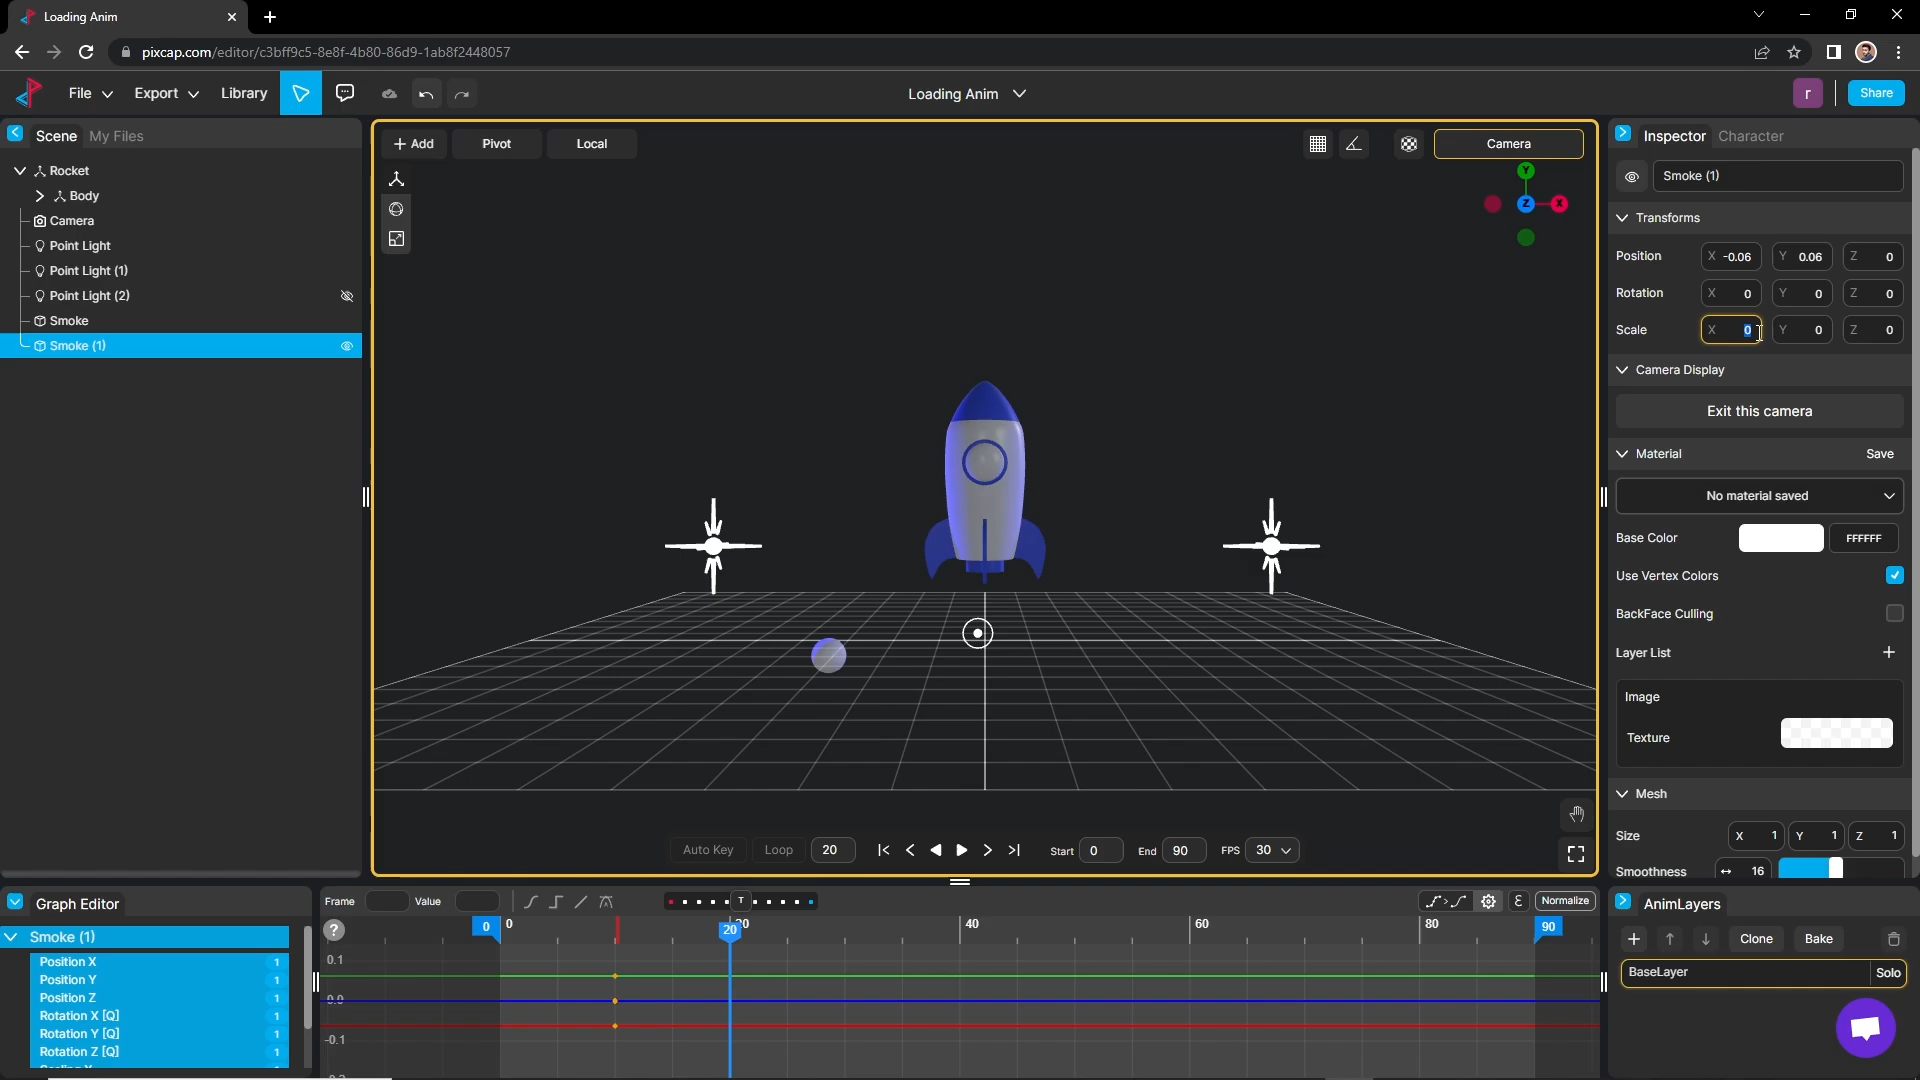 Loading Anim
pixcap.com/editor/c3bff9c5-8e8f-4b80-86d9-1ab8f2448057
File Export Library
Loading Anim
r Share
Scene My Files
Rocket
Body
Camera
Point Light
Point Light (1)
Point Light (2)
Smoke
Smoke (1)
+ Add Pivot Local
Camera
Y
Z X
Inspector Character
Smoke (1)
Transforms
Position X -0.06 Y 0.06 Z 0
Rotation X 0 Y 0 Z 0
Scale X 0 Y 0 Z 0
Camera Display
Exit this camera
Material Save
No material saved
Base Color FFFFFF
Use Vertex Colors
BackFace Culling
Layer List +
Image
Texture
Mesh
Size X 1 Y 1 Z 1
Smoothness 16
Auto Key Loop 20 Start 0 End 90 FPS 30
Graph Editor
Frame Value T Normalize
Smoke (1)
Position X 1
Position Y 1
Position Z 1
Rotation X [Q] 1
Rotation Y [Q] 1
Rotation Z [Q] 1
?
0 0 20 40 60 80 90
0.1
0.0
-0.1
AnimLayers
+ Clone Bake
BaseLayer Solo